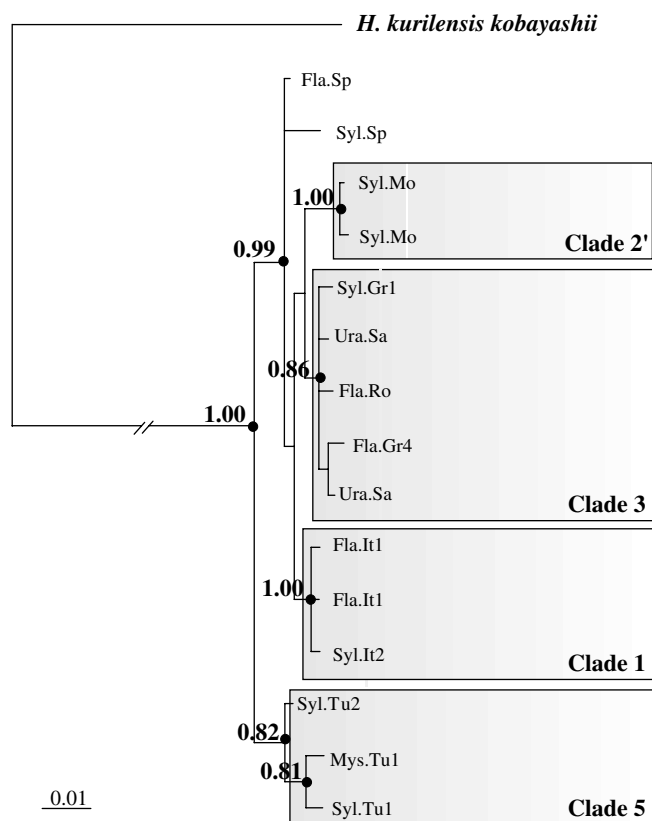 H. kurilensis kobayashii
Fla.Sp
Syl.Sp
Syl.Mo
1.00
Syl.Mo
Clade 2'
0.99
Syl.Gr1
Ura.Sa
0.86
Fla.Ro
1.00
Fla.Gr4
Ura.Sa
Clade 3
Fla.It1
1.00
Fla.It1
Syl.It2
Clade 1
Syl.Tu2
0.82
Mys.Tu1
0.81
Syl.Tu1
0.01
Clade 5